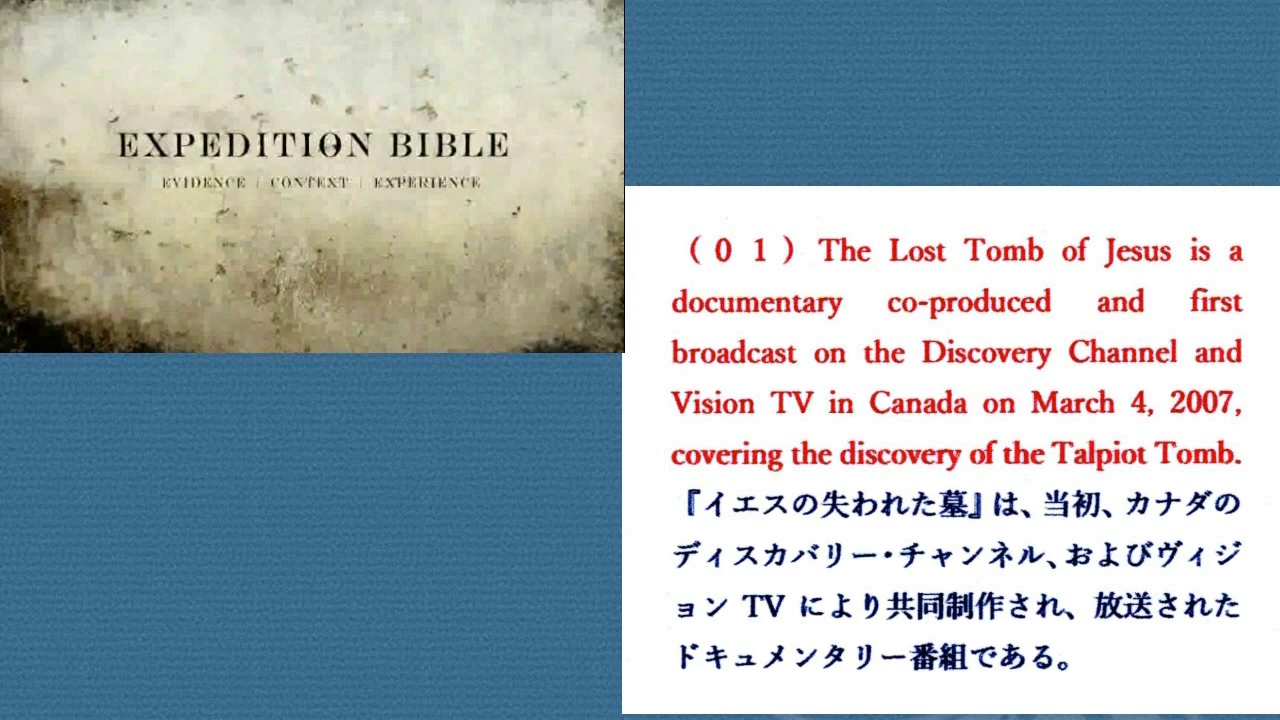 EXPEDITION BIBLE
EVIDENCE | CONTEXT | EXPERIENCE
（０１）The Lost Tomb of Jesus is a
documentary co-produced and first
broadcast on the Discovery Channel and
Vision TV in Canada on March 4, 2007,
covering the discovery of the Talpiot Tomb.
『イエスの失われた墓』は、当初、カナダの
ディスカバリー・チャンネル、およびヴィジ
ョン TV により共同制作され、放送された
ドキュメンタリー番組である。